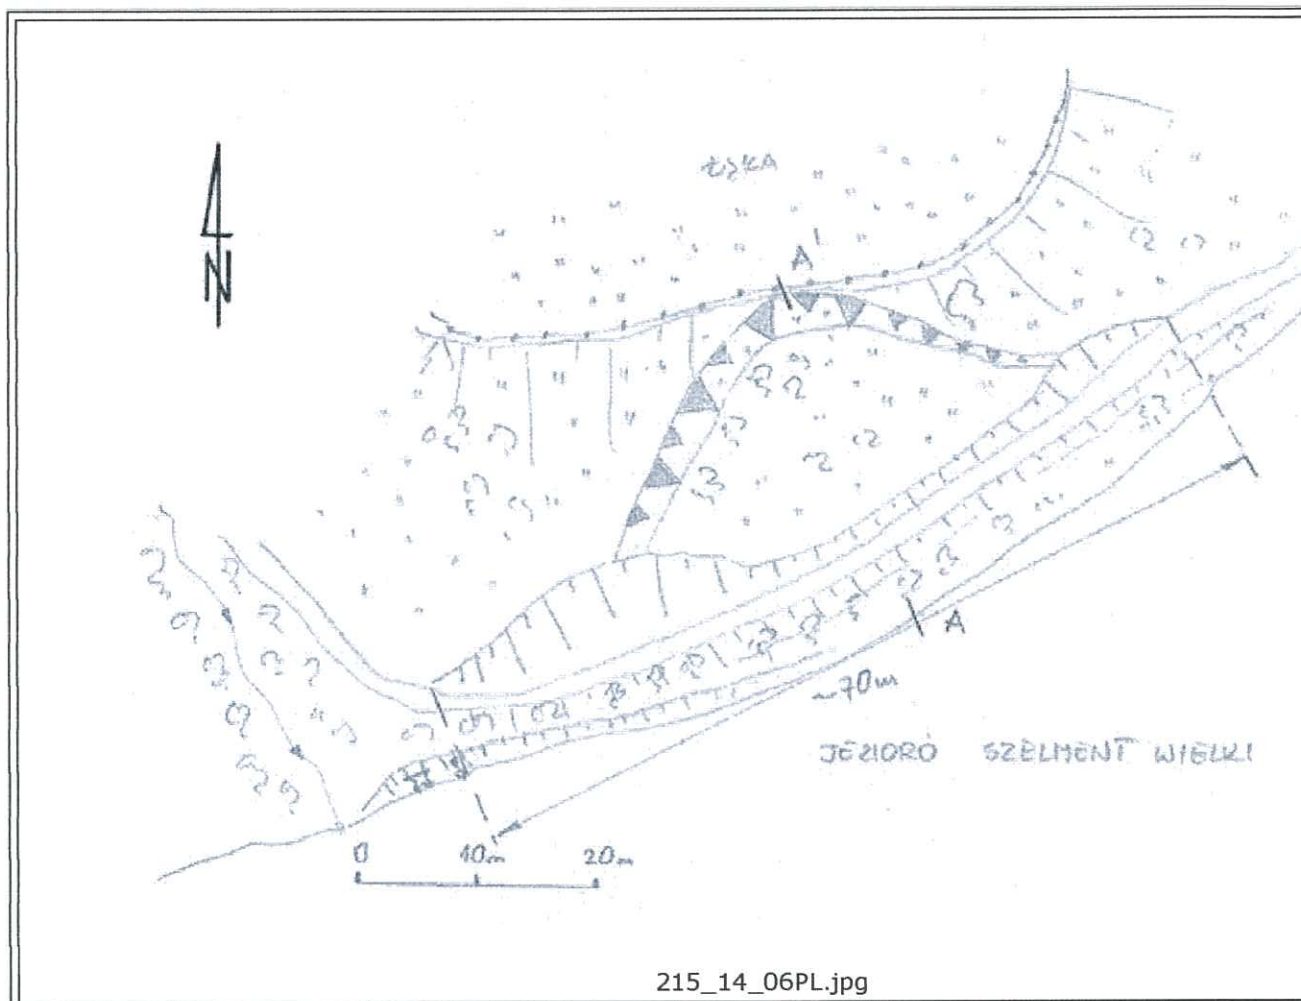 ŁĄKA
A'
N
A
~70m
JEZIORO SZELMENT WIELKI
0 10m 20m
215_14_06PL.jpg